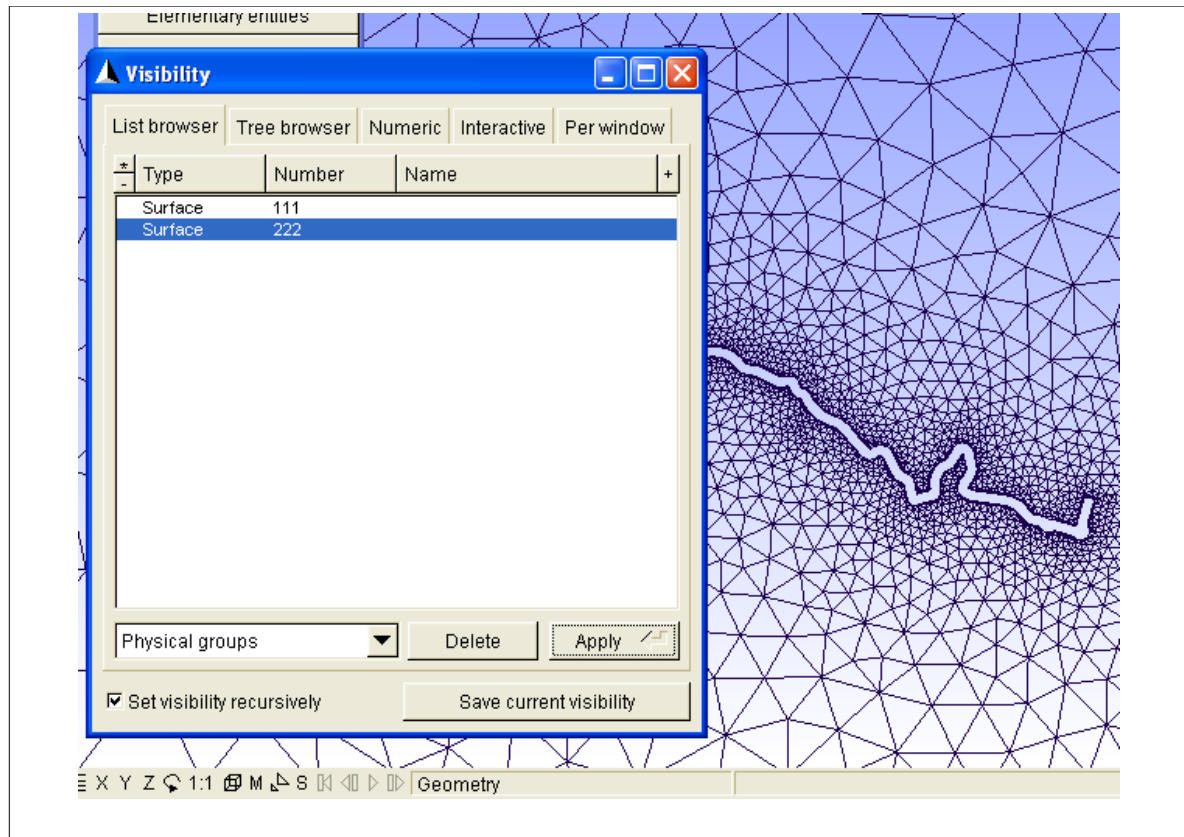 Elementary entities
Visibility
List browser Tree browser Numeric Interactive Per window
* - Type Number Name +
Surface 111
Surface 222
Physical groups Delete Apply
Set visibility recursively Save current visibility
X Y Z 1:1 M S Geometry